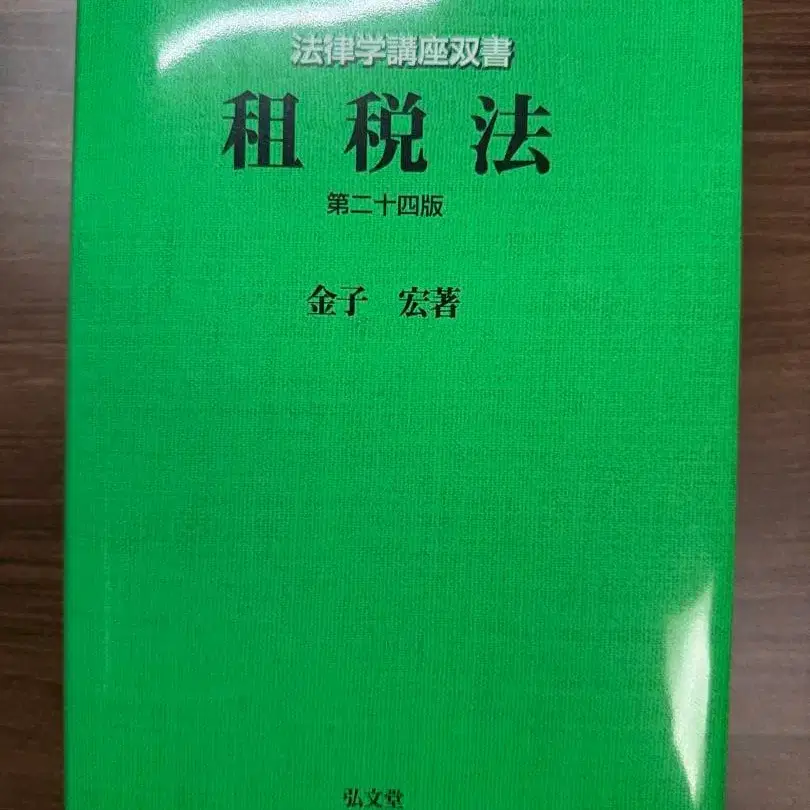 法律学講座双書
租税法
第二十四版
金子 宏著
弘文堂